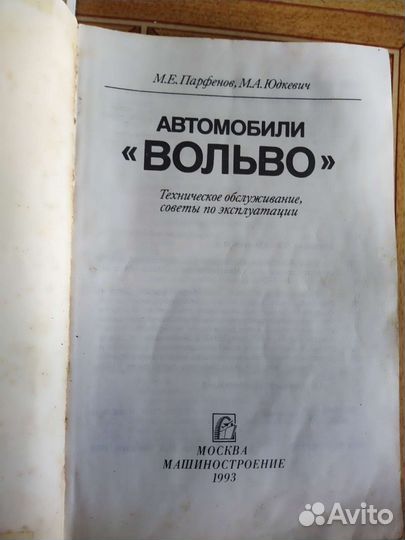 М.Е. Парфенов, М.А. Юдкевич
АВТОМОБИЛИ
«ВОЛЬВО»
Техническое обслуживание,
советы по эксплуатации
МОСКВА
МАШИНОСТРОЕНИЕ
1993
Avito